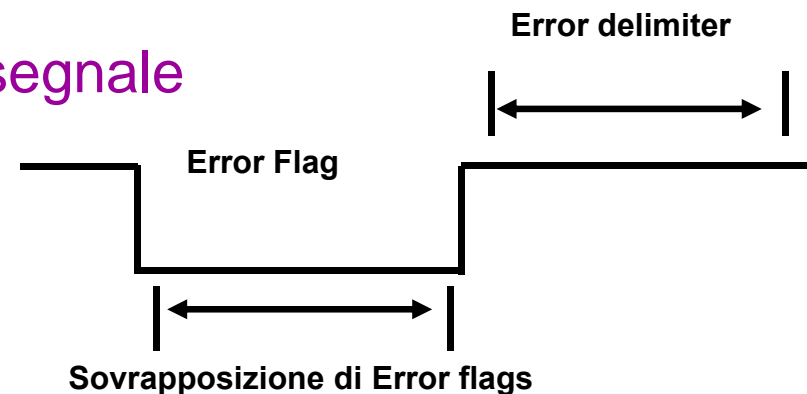 Error delimiter
segnale
Error Flag
Sovrapposizione di Error flags